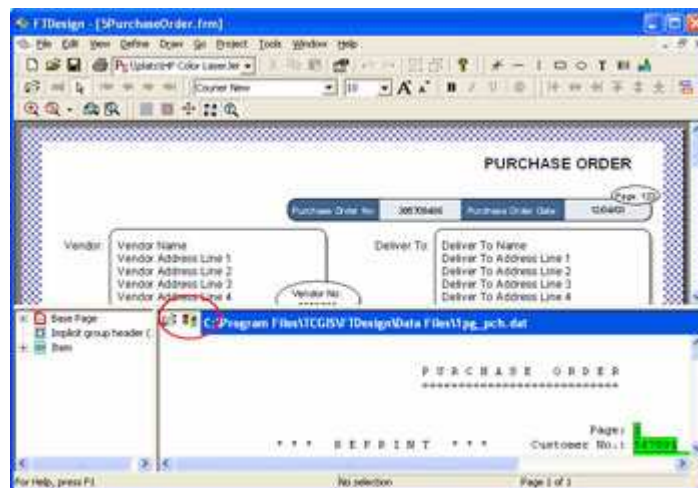 FTDesign - [5PurchaseOrder.frm]
File Edit View Define Draw Go Project Tools Window Help
Courier New 10
PURCHASE ORDER
Page 123
Purchase Order No Purchase Order Date
Vendor: Vendor Name
Vendor Address Line 1
Vendor Address Line 2
Vendor Address Line 3
Vendor Address Line 4
Vendor No.
Deliver To: Deliver To Name
Deliver To Address Line 1
Deliver To Address Line 2
Deliver To Address Line 3
Deliver To Address Line 4
Base Page
Implicit group header (
Item
C:\Program Files\TCGIS\FTDesign\Data Files\1pg_pch.dat
PURCHASE ORDER
Page:
*** REPRINT *** Customer No.:
For Help, press F1 No selection Page 1 of 1